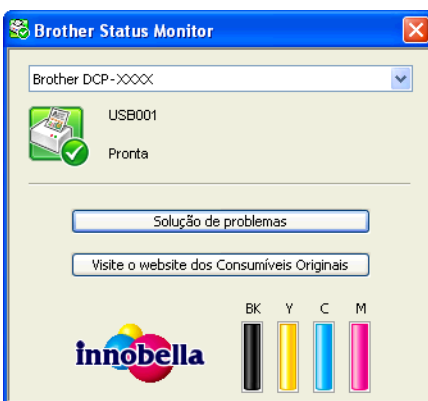 Brother Status Monitor
Brother DCP-XXXX
USB001
Pronta
Solução de problemas
Visite o website dos Consumíveis Originais
BK Y C M
innobella